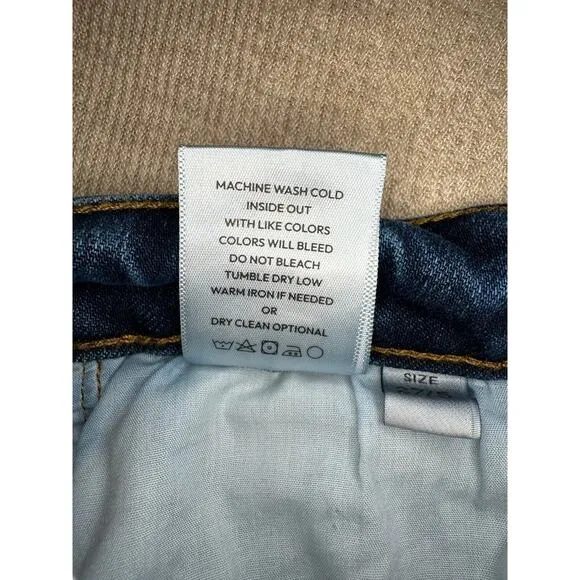 MACHINE WASH COLD
INSIDE OUT
WITH LIKE COLORS
COLORS WILL BLEED
DO NOT BLEACH
TUMBLE DRY LOW
WARM IRON IF NEEDED
OR
DRY CLEAN OPTIONAL
SIZE